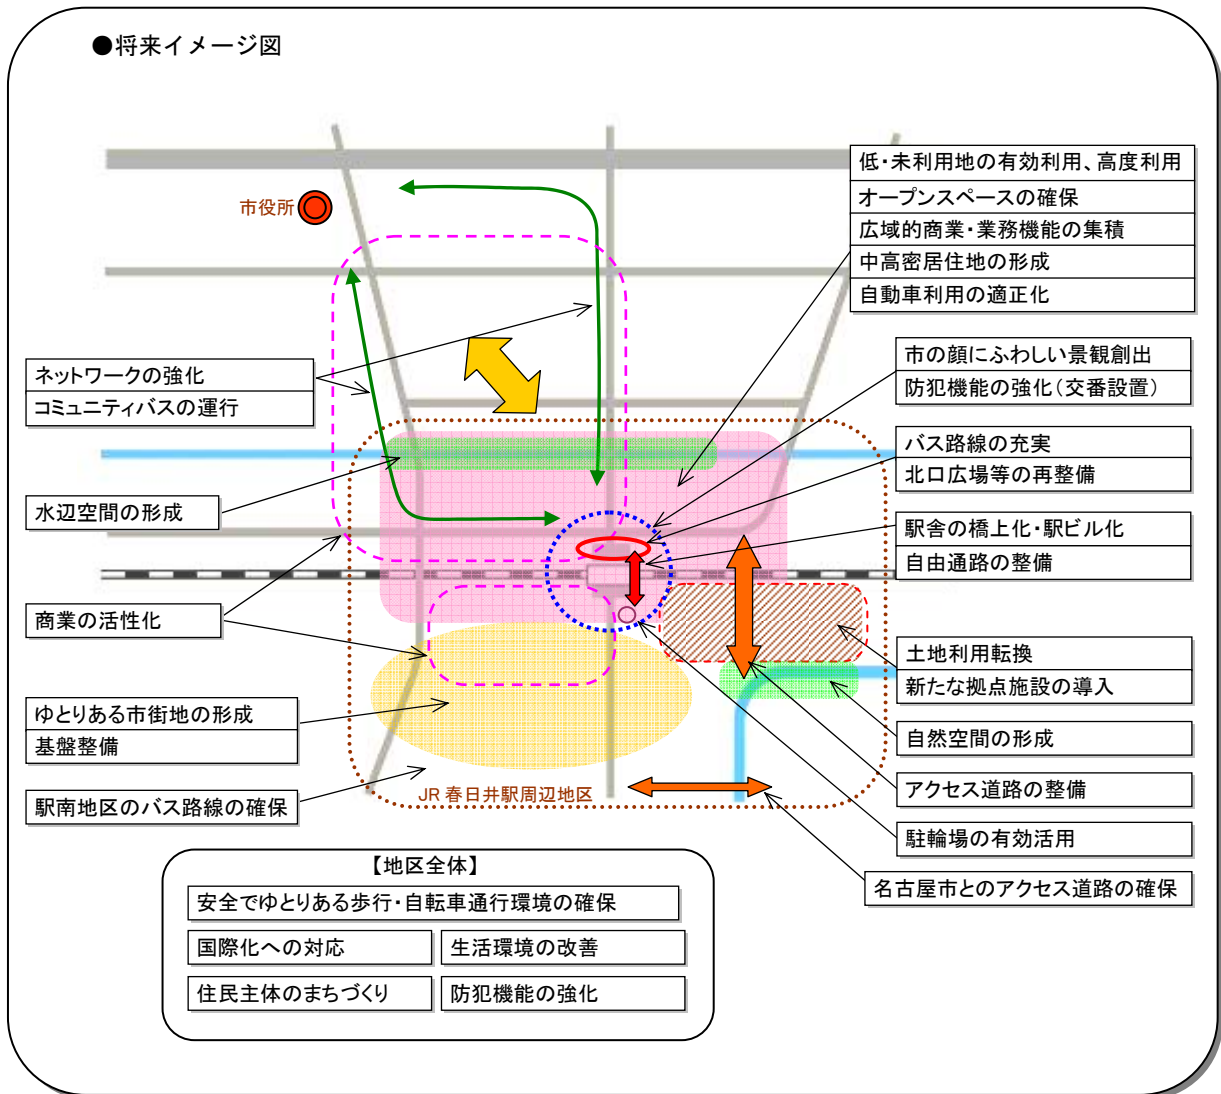 ●将来イメージ図
市役所
低・未利用地の有効利用、高度利用
オープンスペースの確保
広域的商業・業務機能の集積
中高密居住地の形成
自動車利用の適正化
市の顔にふわしい景観創出
防犯機能の強化（交番設置）
バス路線の充実
北口広場等の再整備
駅舎の橋上化・駅ビル化
自由通路の整備
土地利用転換
新たな拠点施設の導入
自然空間の形成
アクセス道路の整備
駐輪場の有効活用
名古屋市とのアクセス道路の確保
ネットワークの強化
コミュニティバスの運行
水辺空間の形成
商業の活性化
ゆとりある市街地の形成
基盤整備
駅南地区のバス路線の確保
JR春日井駅周辺地区
【地区全体】
安全でゆとりある歩行・自転車通行環境の確保
国際化への対応
生活環境の改善
住民主体のまちづくり
防犯機能の強化